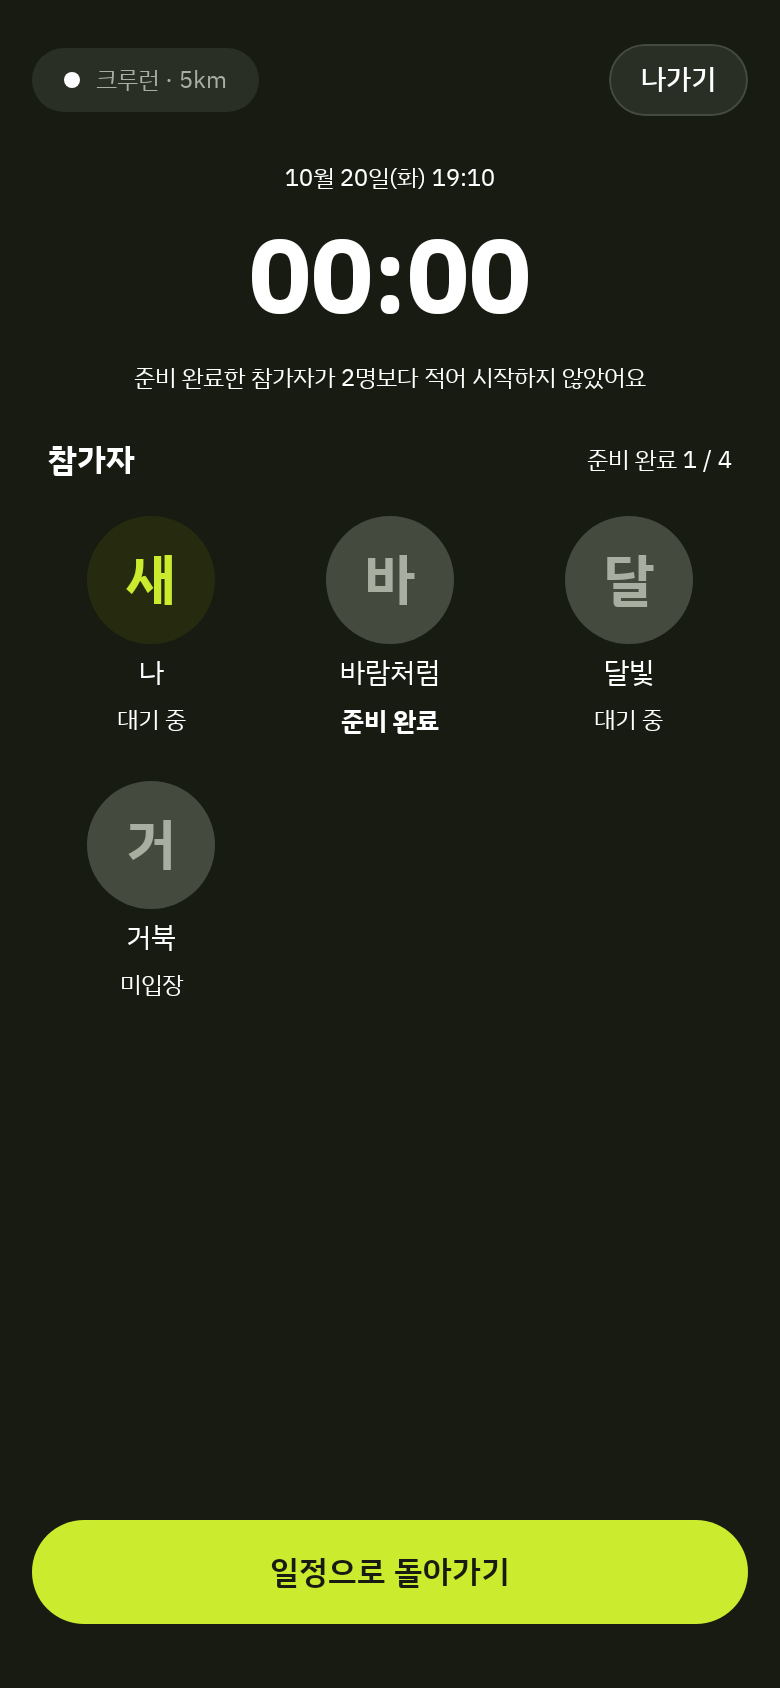 크루런 · 5km
나가기
10월 20일(화) 19:10
00:00
준비 완료한 참가자가 2명보다 적어 시작하지 않았어요
참가자
준비 완료 1 / 4
새
바
달
나
바람처럼
달빛
대기 중
준비 완료
대기 중
거
거북
미입장
일정으로 돌아가기